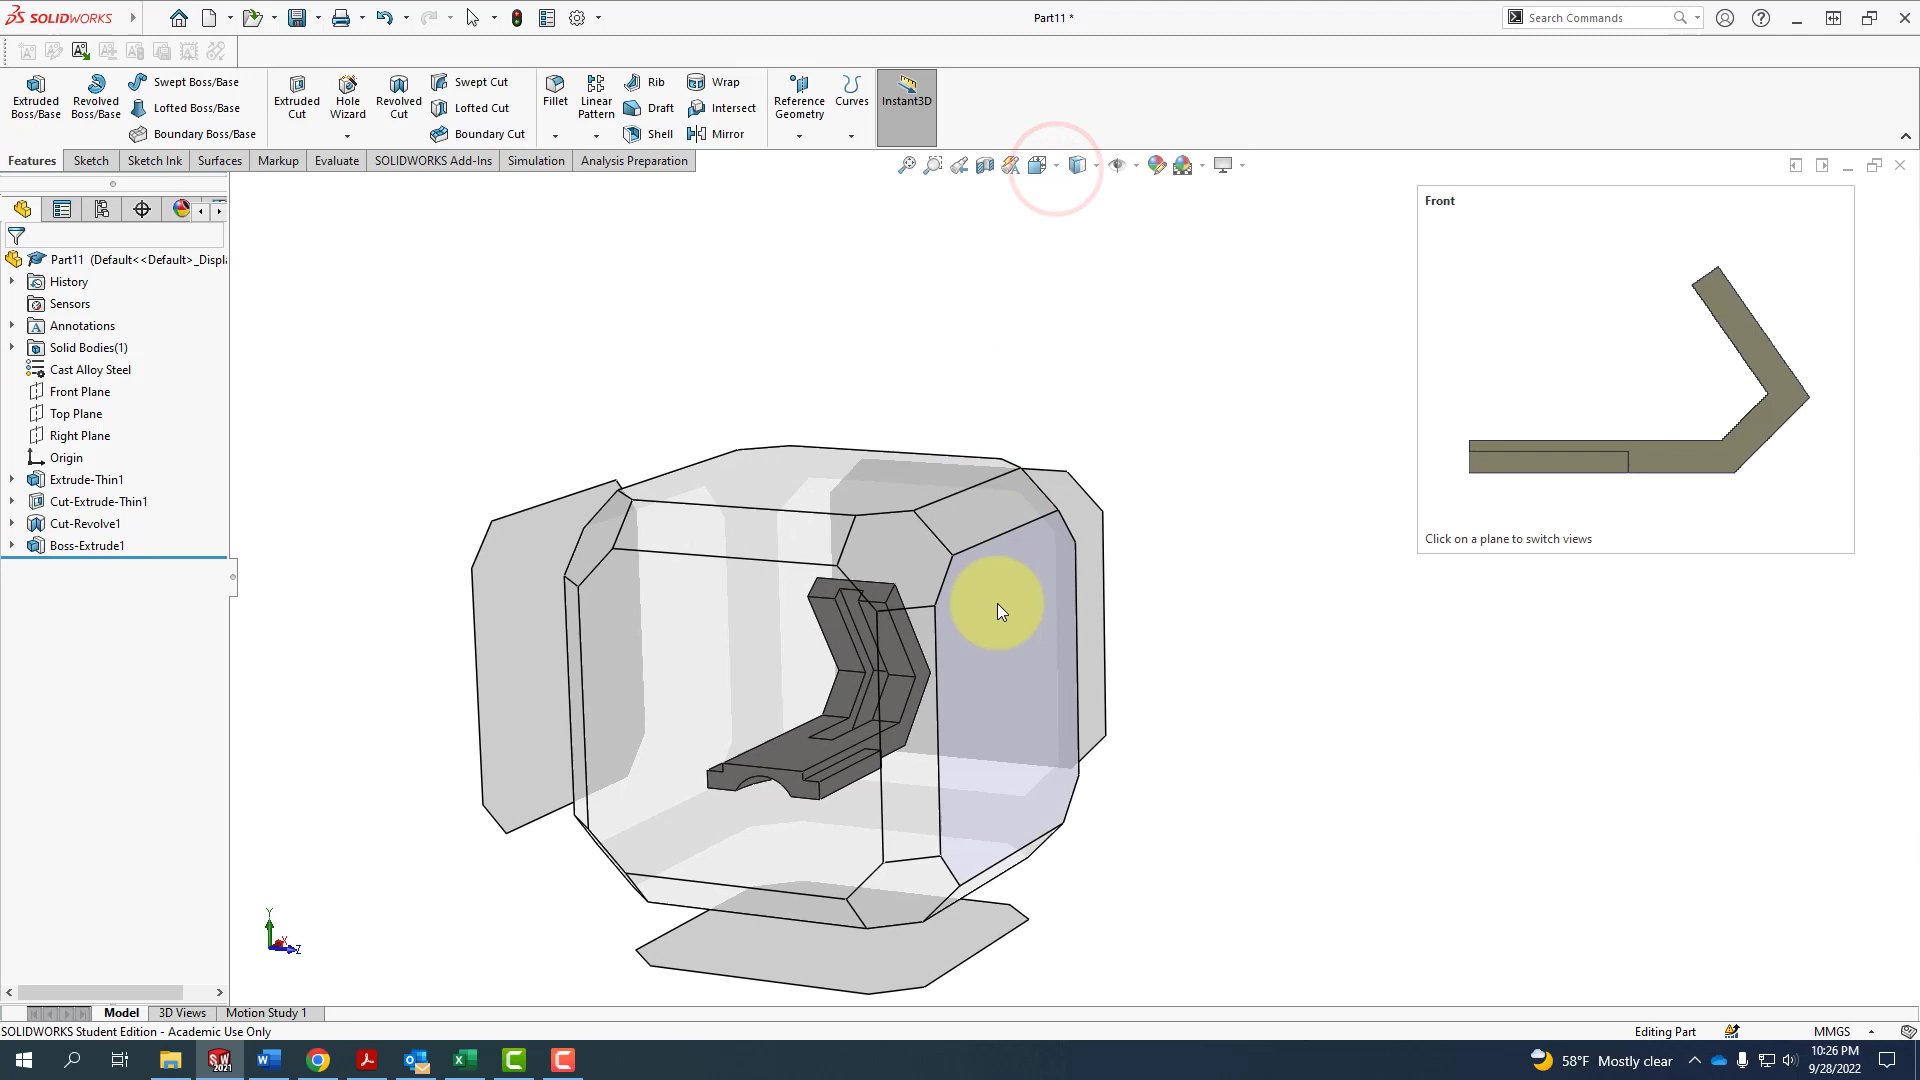 SOLIDWORKS
Part11 *
Search Commands
Extruded Boss/Base
Revolved Boss/Base
Swept Boss/Base
Lofted Boss/Base
Boundary Boss/Base
Extruded Cut
Hole Wizard
Revolved Cut
Swept Cut
Lofted Cut
Boundary Cut
Fillet
Linear Pattern
Rib
Draft
Shell
Wrap
Intersect
Mirror
Reference Geometry
Curves
Instant3D
Features
Sketch
Sketch Ink
Surfaces
Markup
Evaluate
SOLIDWORKS Add-Ins
Simulation
Analysis Preparation
Part11 (Default<<Default>_Displ
History
Sensors
Annotations
Solid Bodies(1)
Cast Alloy Steel
Front Plane
Top Plane
Right Plane
Origin
Extrude-Thin1
Cut-Extrude-Thin1
Cut-Revolve1
Boss-Extrude1
Front
Click on a plane to switch views
Y
X
Z
Model
3D Views
Motion Study 1
SOLIDWORKS Student Edition - Academic Use Only
Editing Part
MMGS
58°F Mostly clear
10:26 PM
9/28/2022